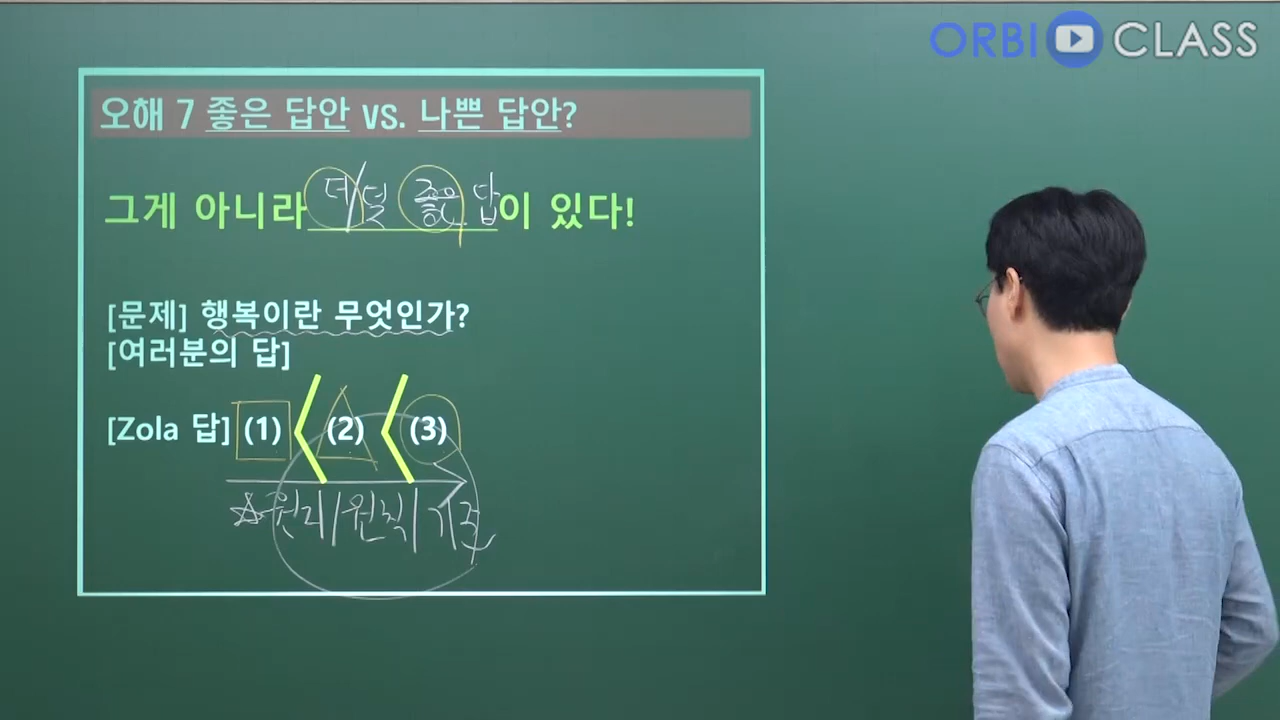 ORBI CLASS
오해 7 좋은 답안 vs. 나쁜 답안?
그게 아니라 더/덜 좋은 답이 있다!
[문제] 행복이란 무엇인가?
[여러분의 답]
[Zola 답] (1) < (2) < (3)
☆원리/원칙/기준